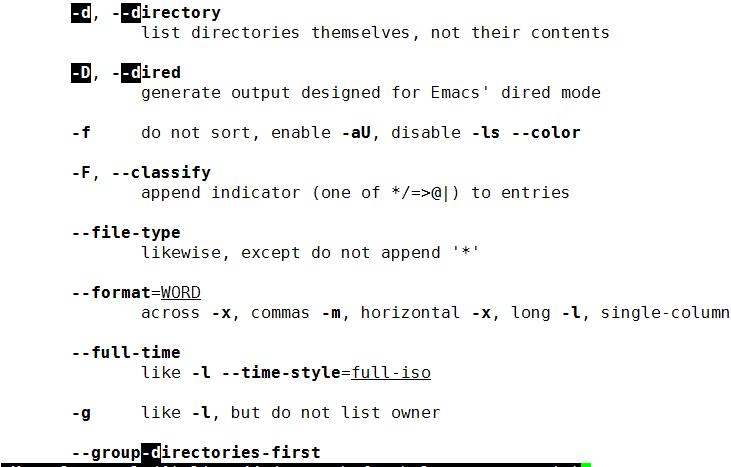 -d, --directory
list directories themselves, not their contents
-D, --dired
generate output designed for Emacs' dired mode
-f do not sort, enable -aU, disable -ls --color
-F, --classify
append indicator (one of */=>@|) to entries
--file-type
likewise, except do not append '*'
--format=WORD
across -x, commas -m, horizontal -x, long -l, single-column
--full-time
like -l --time-style=full-iso
-g like -l, but do not list owner
--group-directories-first